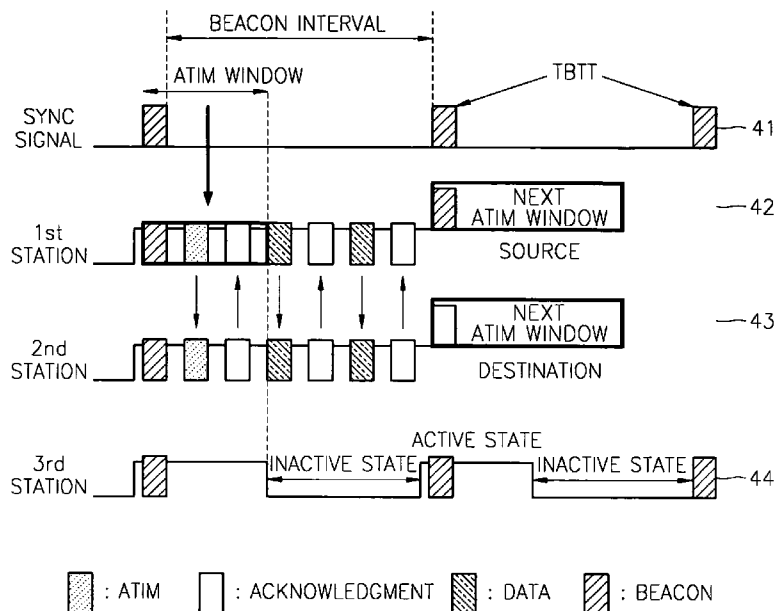 BEACON INTERVAL
ATIM WINDOW
TBTT
SYNC
SIGNAL
41
1st
STATION
NEXT
ATIM WINDOW
42
SOURCE
2nd
STATION
NEXT
ATIM WINDOW
43
DESTINATION
3rd
STATION
INACTIVE STATE
ACTIVE STATE
INACTIVE STATE
44
: ATIM
: ACKNOWLEDGMENT
: DATA
: BEACON